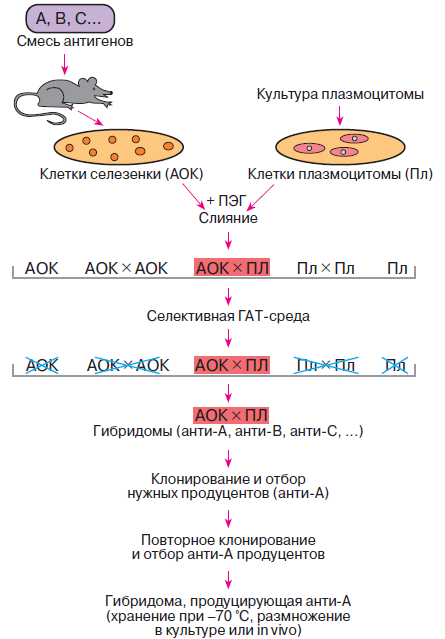 А, В, С...
Смесь антигенов
Культура плазмоцитомы
Клетки селезенки (АОК)
Клетки плазмоцитомы (Пл)
+ ПЭГ
Слияние
АОК АОК × АОК АОК × ПЛ Пл × Пл Пл
Селективная ГАТ-среда
АОК АОК × АОК АОК × ПЛ Пл × Пл Пл
АОК × ПЛ
Гибридомы (анти-А, анти-В, анти-С, ...)
Клонирование и отбор
нужных продуцентов (анти-А)
Повторное клонирование
и отбор анти-А продуцентов
Гибридома, продуцирующая анти-А
(хранение при –70 °С, размножение
в культуре или in vivo)